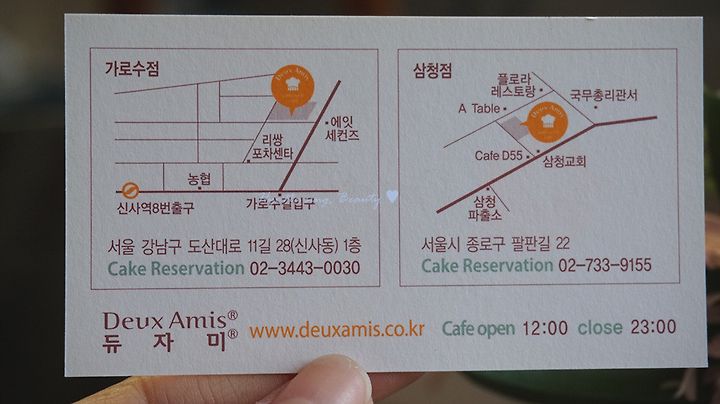 가로수점
Deux Amis
에잇
세컨즈
리쌍
포차센타
농협
신사역8번출구
가로수길입구
서울 강남구 도산대로 11길 28(신사동) 1층
Cake Reservation 02-3443-0030
삼청점
플로라
레스토랑
국무총리관서
A Table
Deux Amis
Cafe D55
삼청교회
삼청
파출소
서울시 종로구 팔판길 22
Cake Reservation 02-733-9155
Deux Amis®
듀 자 미®
www.deuxamis.co.kr
Cafe open 12:00 close 23:00
Beauty ♥